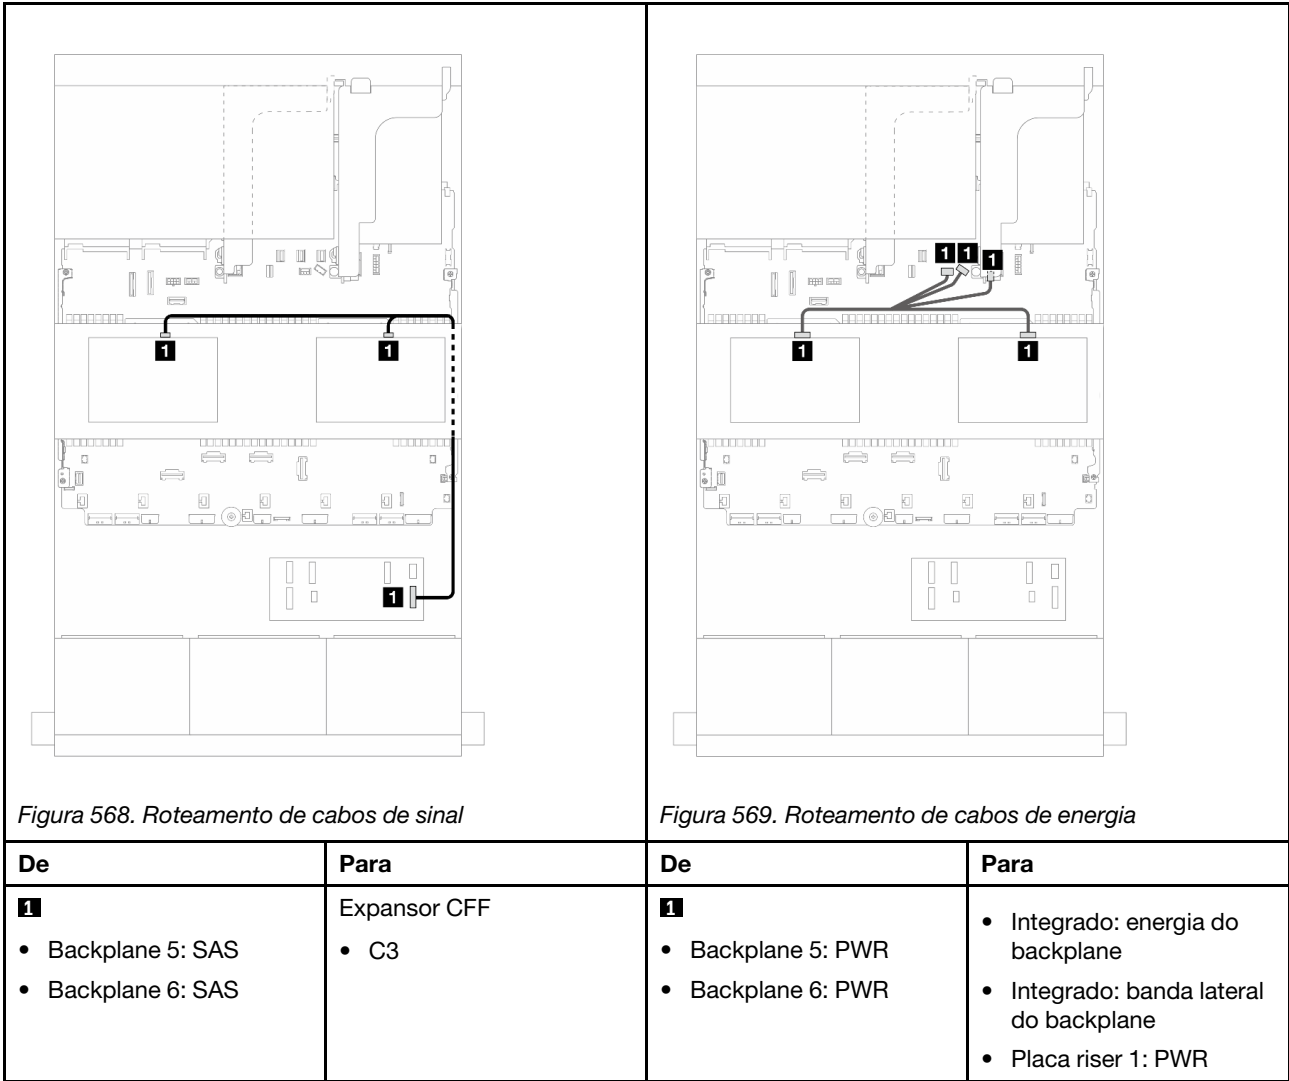 1
1
1
1
1
1
1
1
Figura 568. Roteamento de cabos de sinal
Figura 569. Roteamento de cabos de energia
De
Para
De
Para
1
• Backplane 5: SAS
• Backplane 6: SAS
Expansor CFF
• C3
1
• Backplane 5: PWR
• Backplane 6: PWR
• Integrado: energia do
backplane
• Integrado: banda lateral
do backplane
• Placa riser 1: PWR